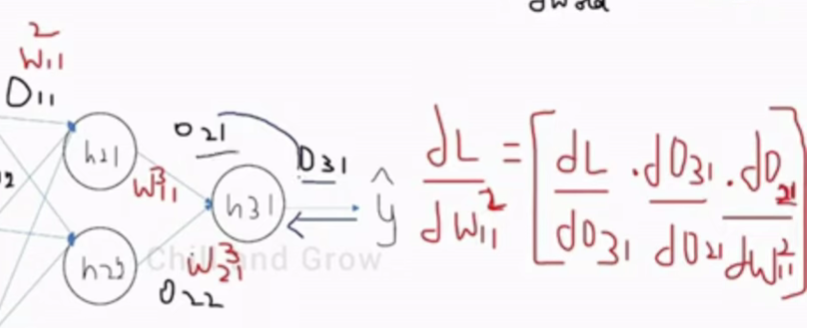 W²₁₁
O₁₁
h21
O21
O31
W³₁₁
h31
ŷ
W³₂₁
O22
Chill and Grow
dL/dW²₁₁ = [dL/dO31 · dO31/dO21 · dO21/dW²₁₁]